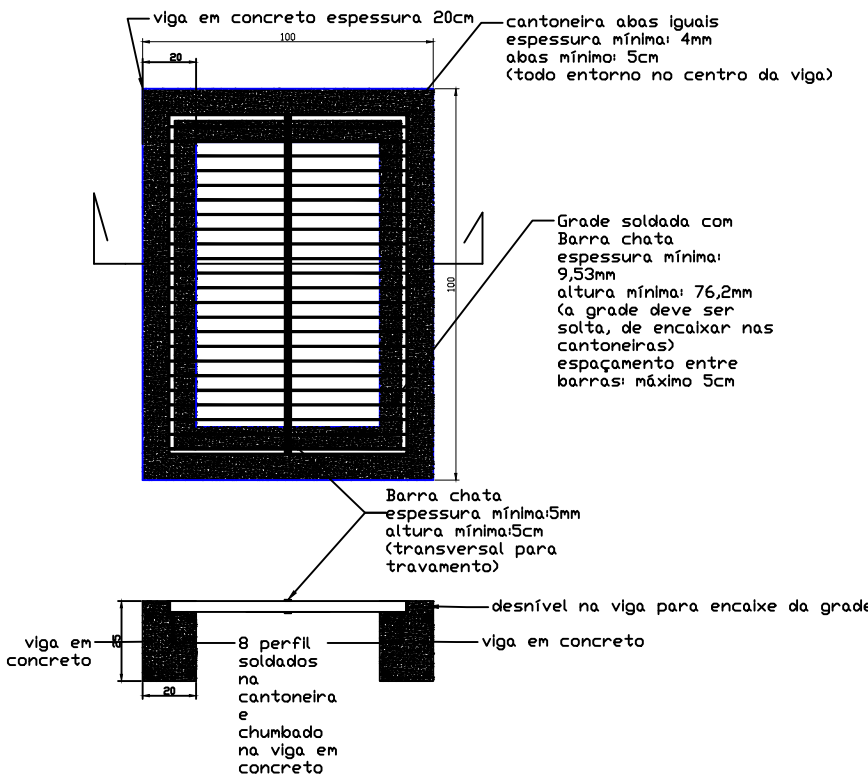 viga em concreto espessura 20cm
100
20
cantoneira abas iguais
espessura mínima: 4mm
abas mínimo: 5cm
(todo entorno no centro da viga)
Grade soldada com
Barra chata
espessura mínima:
9,53mm
altura mínima: 76,2mm
(a grade deve ser
solta, de encaixar nas
cantoneiras)
espaçamento entre
barras: máximo 5cm
100
Barra chata
espessura mínima:5mm
altura mínima:5cm
(transversal para
travamento)
desnível na viga para encaixe da grade
viga em
concreto
25
20
8 perfil
soldados
na
cantoneira
e
chumbado
na viga em
concreto
viga em concreto